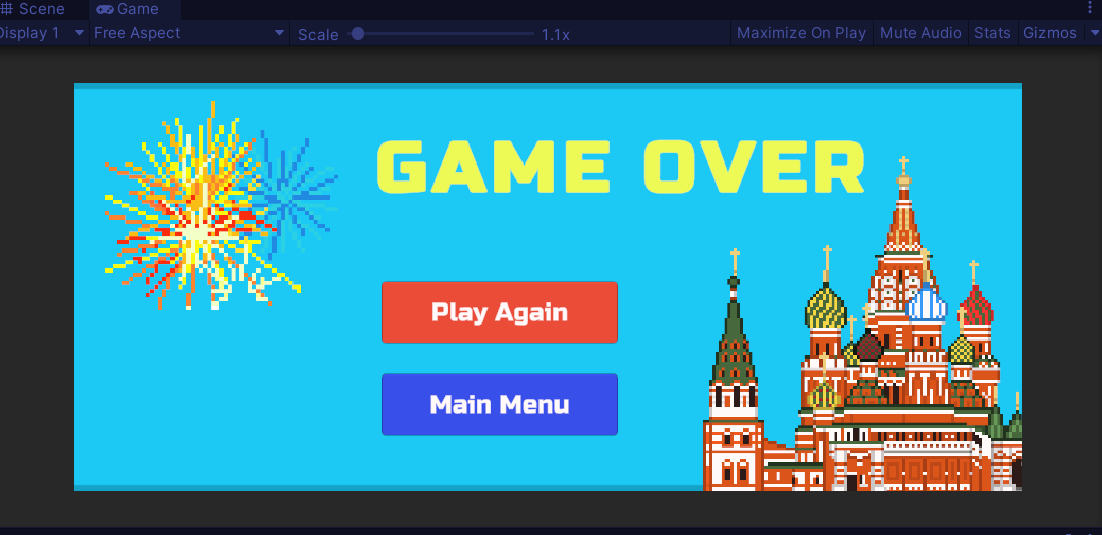 Scene Game
Display 1 Free Aspect Scale 1.1x Maximize On Play Mute Audio Stats Gizmos
GAME OVER
Play Again
Main Menu